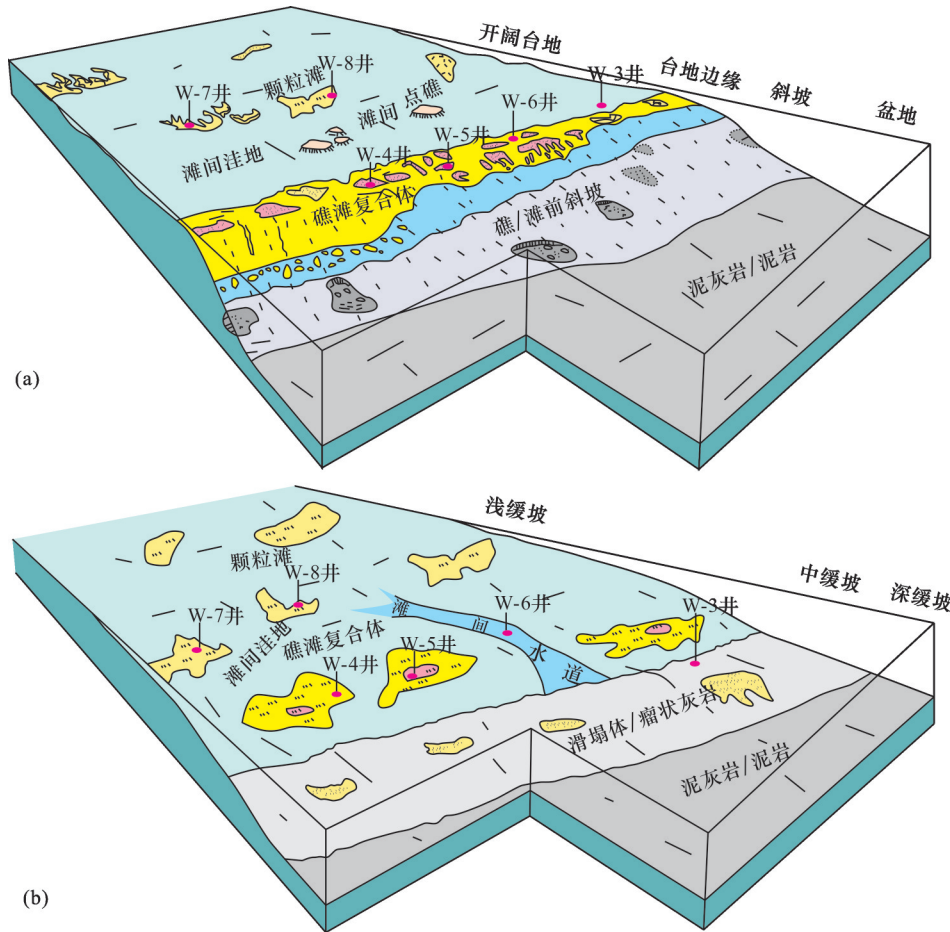 开阔台地
台地边缘
斜坡
盆地
W-8井
颗粒滩
W-7井
W-3井
滩间
点礁
W-6井
滩间洼地
W-5井
W-4井
礁滩复合体
礁/滩前斜坡
泥灰岩/泥岩
(a)
浅缓坡
中缓坡
深缓坡
颗粒滩
W-8井
W-7井
滩间水道
W-6井
W-3井
滩间洼地
礁滩复合体
W-5井
W-4井
滑塌体/瘤状灰岩
泥灰岩/泥岩
(b)